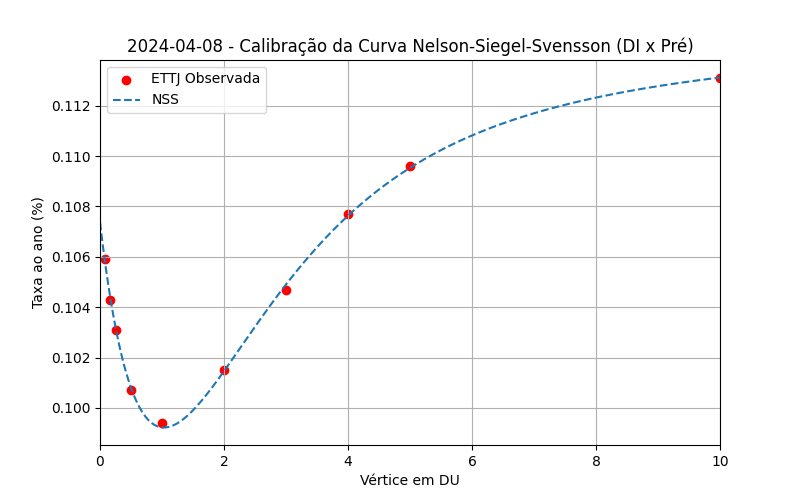 2024-04-08 - Calibração da Curva Nelson-Siegel-Svensson (DI x Pré)
ETTJ Observada
NSS
Taxa ao ano (%)
0.112
0.110
0.108
0.106
0.104
0.102
0.100
0 2 4 6 8 10
Vértice em DU